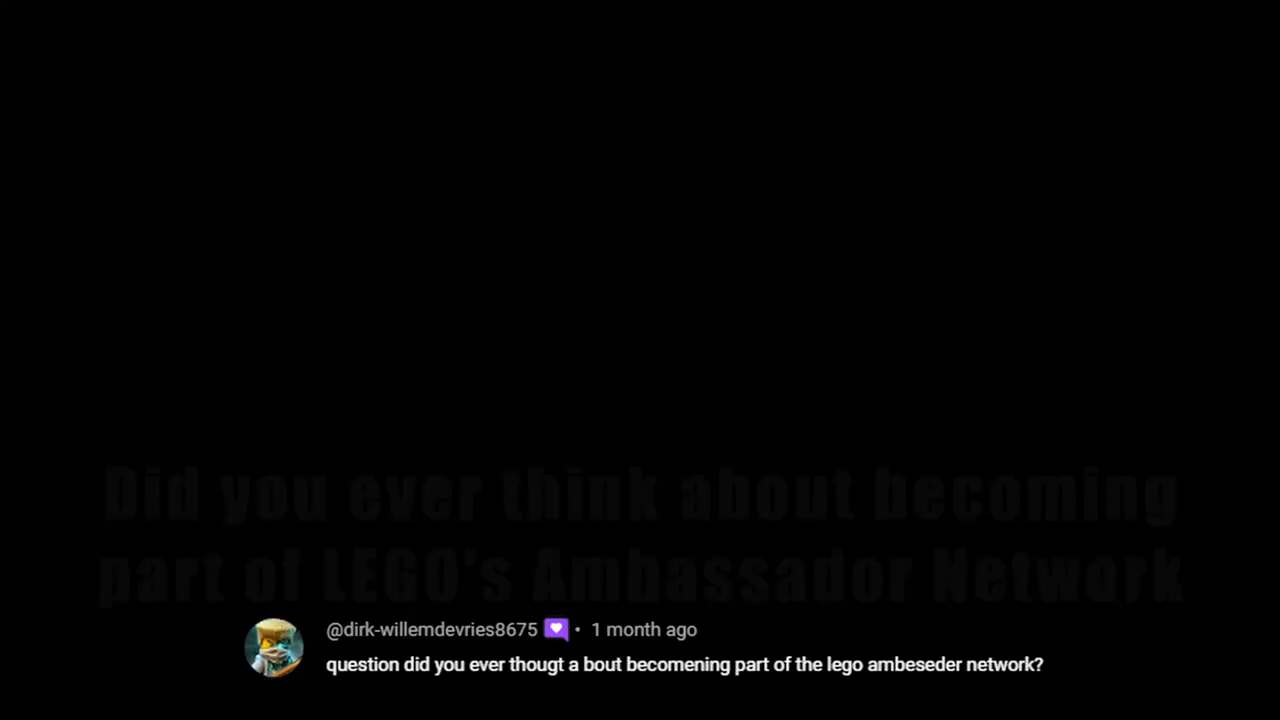 Did you ever think about becoming
part of LEGO's Ambassador Network
@dirk-willemdevries8675 • 1 month ago
question did you ever thougt a bout becomening part of the lego ambeseder network?